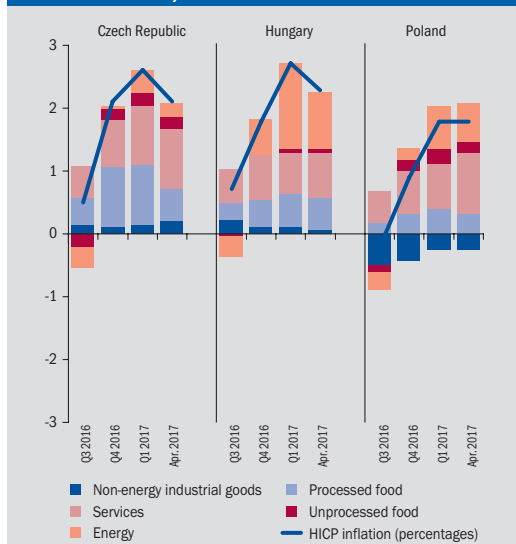 Czech Republic Hungary Poland
3
2
1
0
-1
-2
-3
Q3 2016 Q4 2016 Q1 2017 Apr. 2017 Q3 2016 Q4 2016 Q1 2017 Apr. 2017 Q3 2016 Q4 2016 Q1 2017 Apr. 2017
Non-energy industrial goods Processed food
Services Unprocessed food
Energy HICP inflation (percentages)